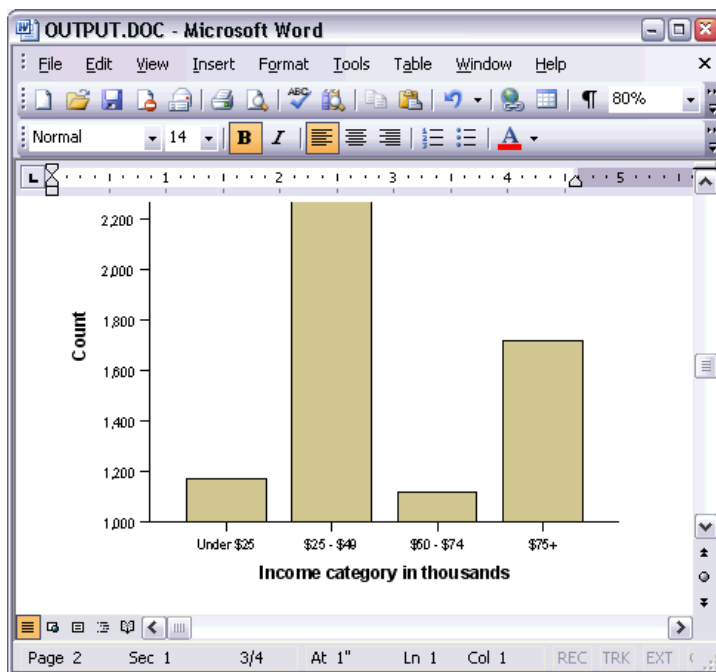 OUTPUT.DOC - Microsoft Word
File Edit View Insert Format Tools Table Window Help
ABC
¶ 80%
Normal 14 B I A
L 1 2 3 4 5
2,200
2,000
1,800
1,600
1,400
1,200
1,000
Count
Under $25 $25 - $49 $50 - $74 $75+
Income category in thousands
Page 2 Sec 1 3/4 At 1" Ln 1 Col 1 REC TRK EXT